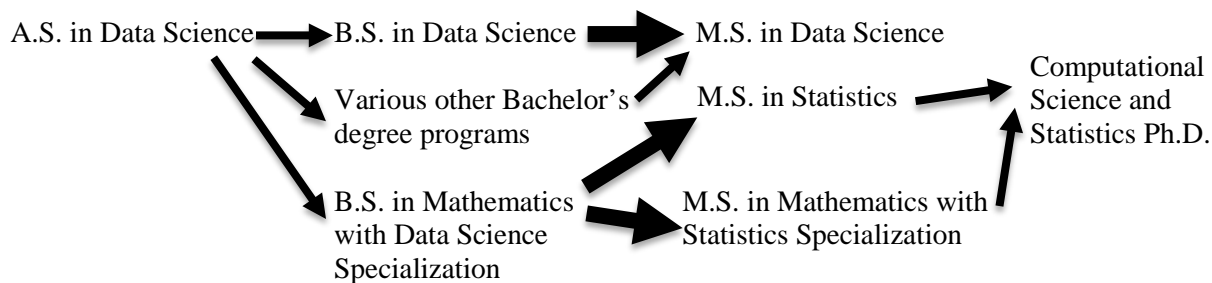 A.S. in Data Science
B.S. in Data Science
M.S. in Data Science
Various other Bachelor’s
degree programs
M.S. in Statistics
Computational
Science and
Statistics Ph.D.
B.S. in Mathematics
with Data Science
Specialization
M.S. in Mathematics with
Statistics Specialization